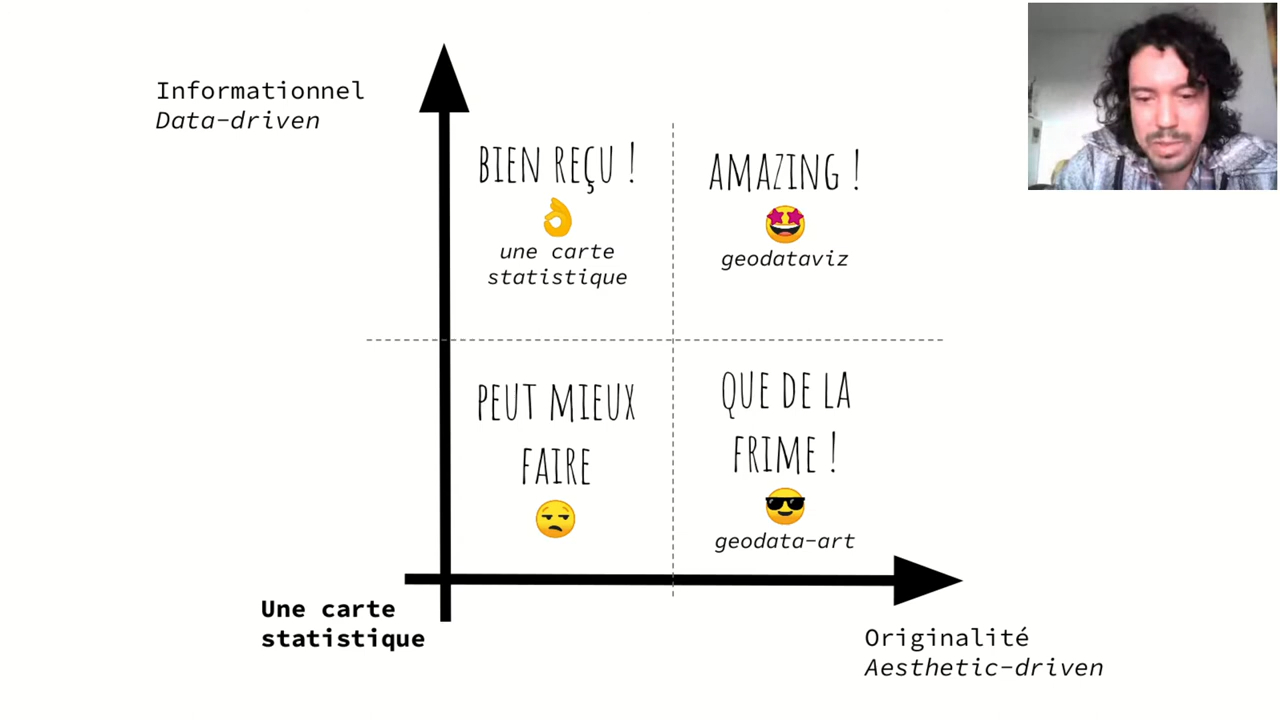 Informationnel
Data-driven
BIEN REÇU !
une carte
statistique
AMAZING !
geodataviz
PEUT MIEUX
FAIRE
QUE DE LA
FRIME !
geodata-art
Une carte
statistique
Originalité
Aesthetic-driven